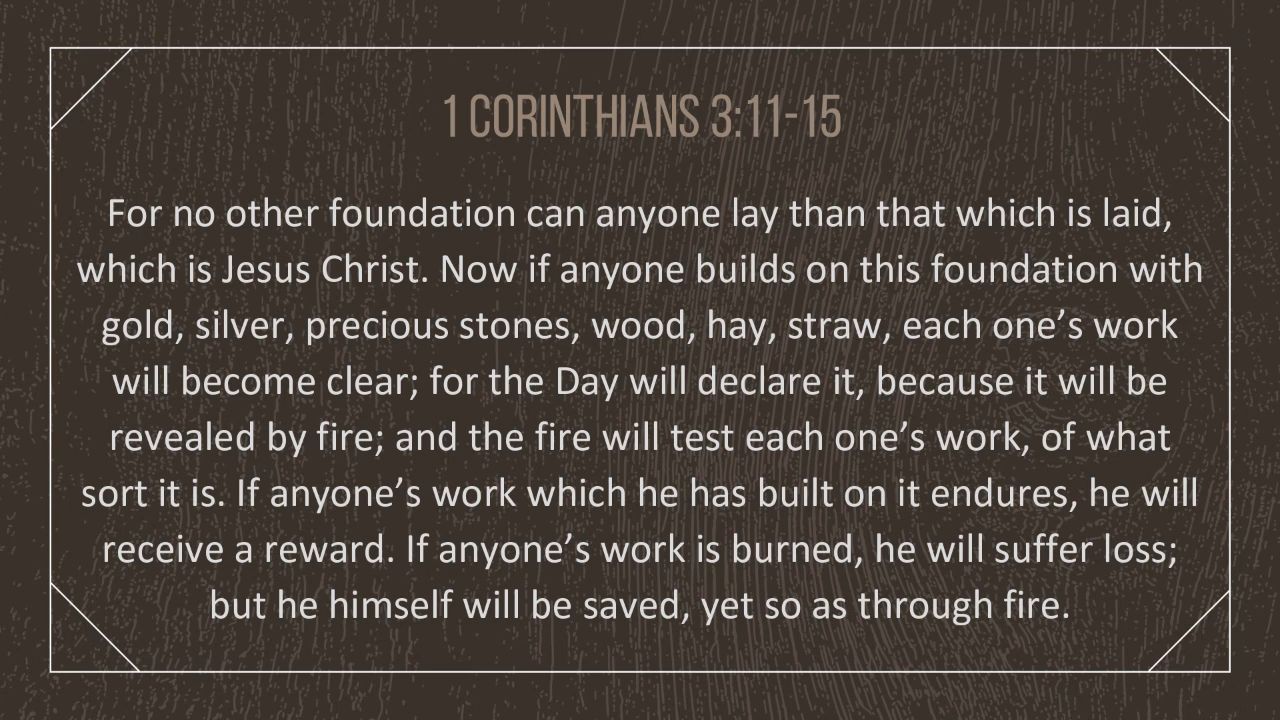 1 CORINTHIANS 3:11-15
For no other foundation can anyone lay than that which is laid,
which is Jesus Christ. Now if anyone builds on this foundation with
gold, silver, precious stones, wood, hay, straw, each one’s work
will become clear; for the Day will declare it, because it will be
revealed by fire; and the fire will test each one’s work, of what
sort it is. If anyone’s work which he has built on it endures, he will
receive a reward. If anyone’s work is burned, he will suffer loss;
but he himself will be saved, yet so as through fire.